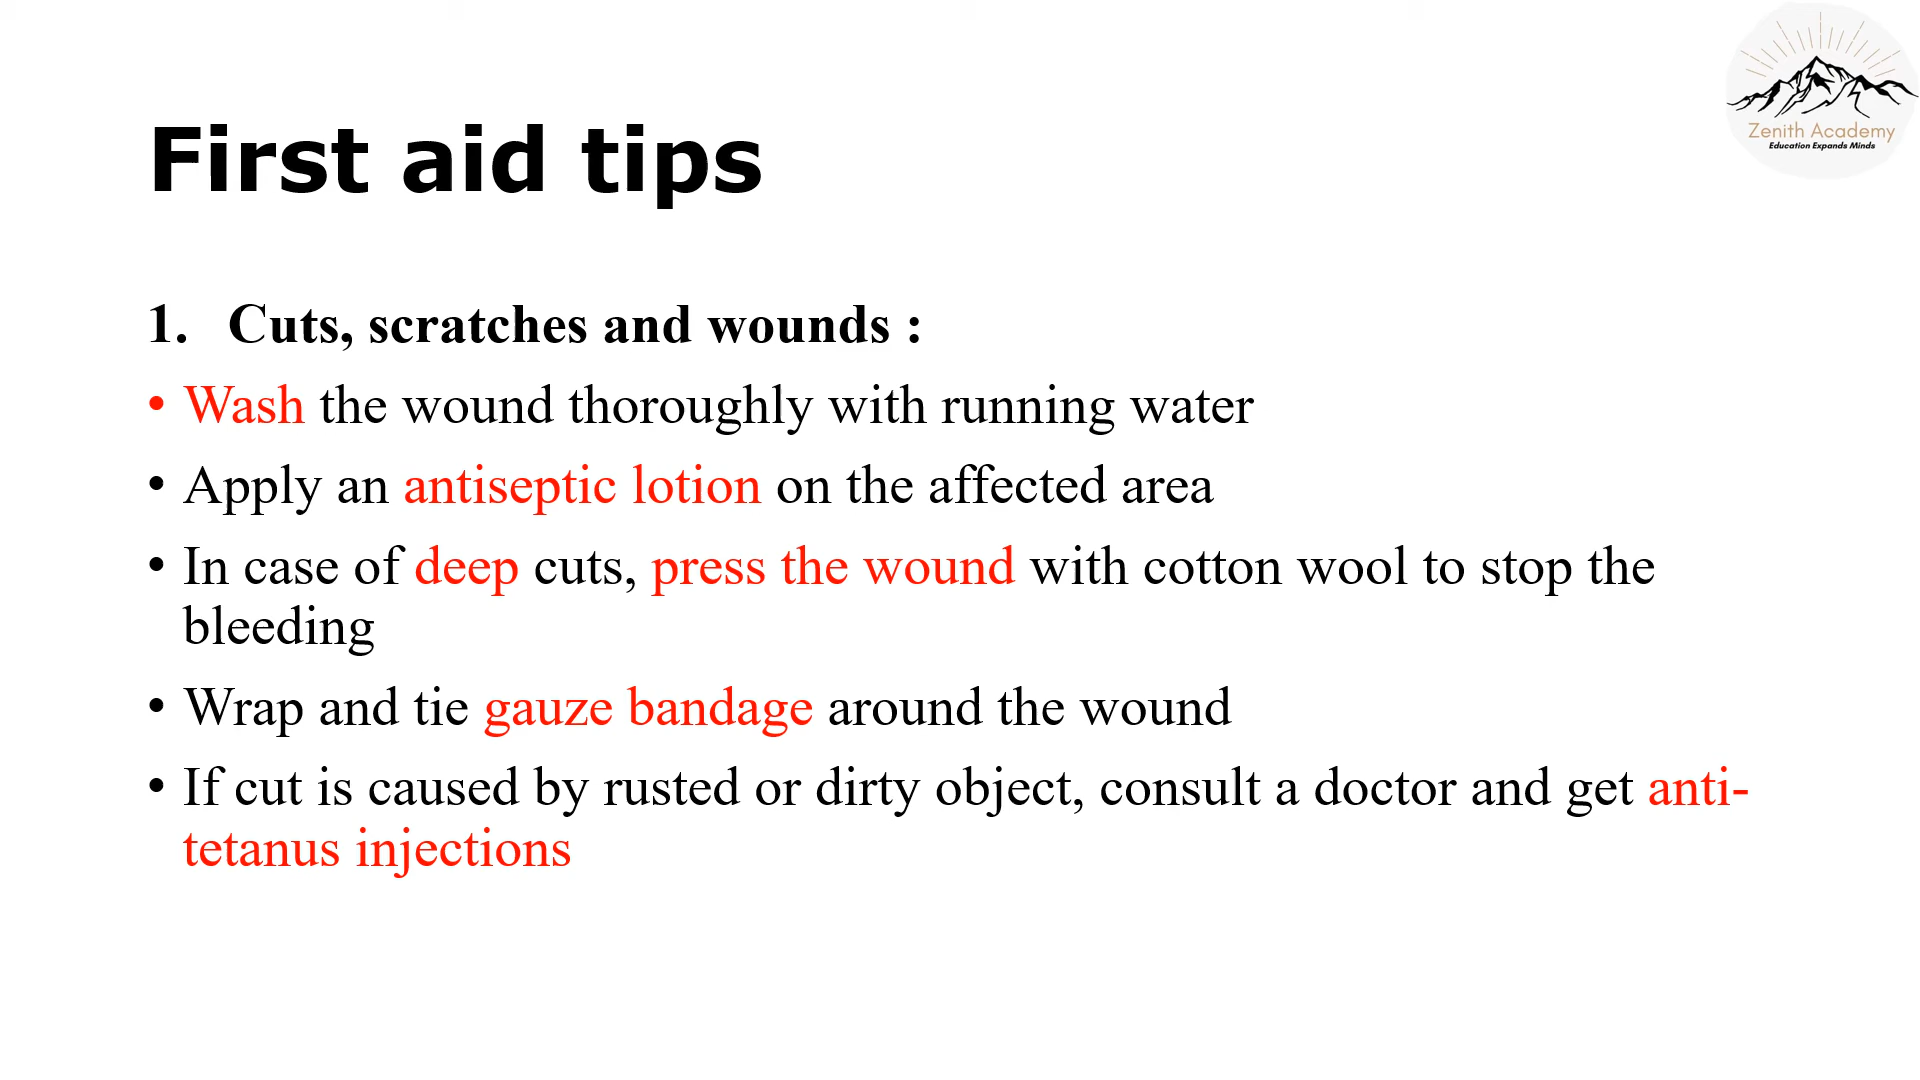 Zenith Academy
Education Expands Minds
First aid tips
1. Cuts, scratches and wounds :
• Wash the wound thoroughly with running water
• Apply an antiseptic lotion on the affected area
• In case of deep cuts, press the wound with cotton wool to stop the
bleeding
• Wrap and tie gauze bandage around the wound
• If cut is caused by rusted or dirty object, consult a doctor and get anti-
tetanus injections